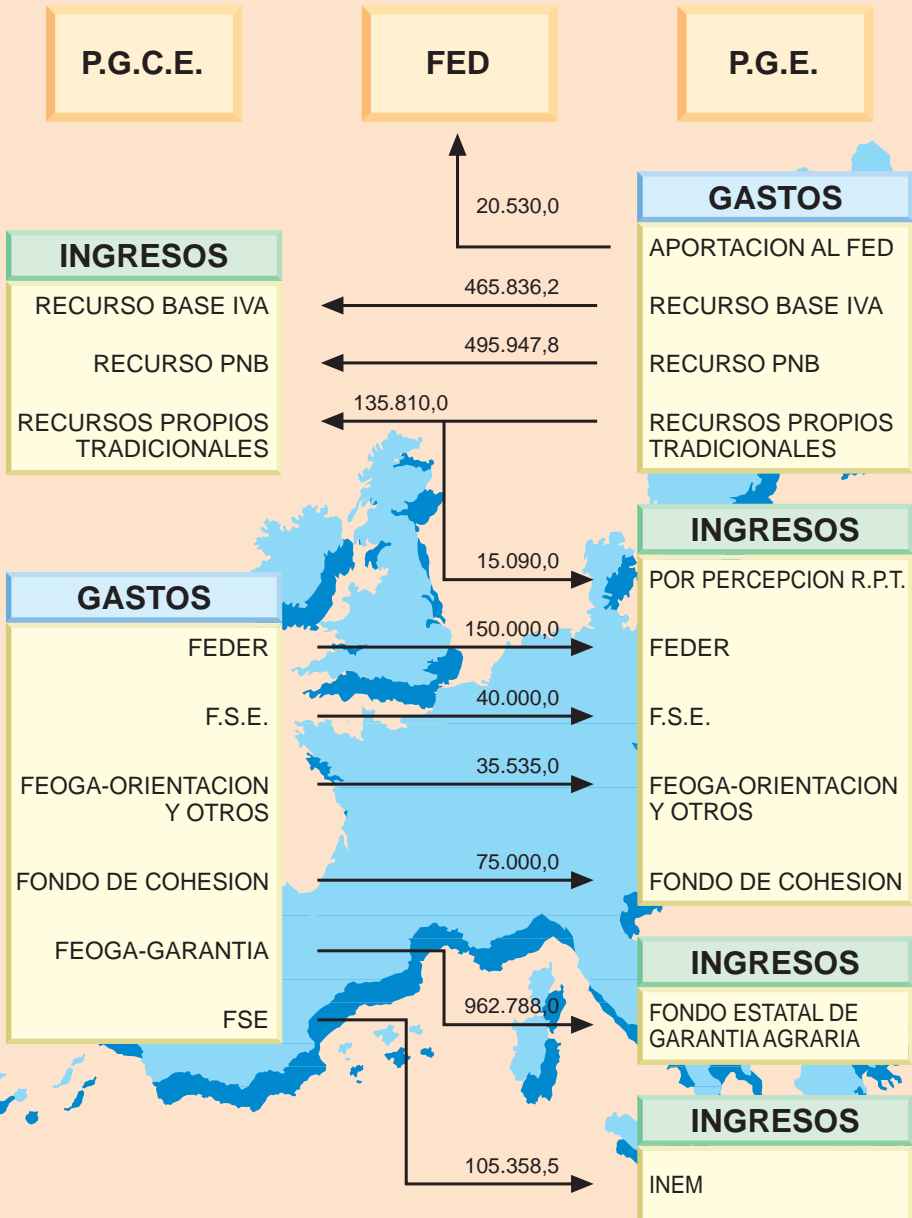 P.G.C.E.
FED
P.G.E.
20.530,0
GASTOS
APORTACION AL FED
INGRESOS
RECURSO BASE IVA
465.836,2
RECURSO BASE IVA
RECURSO PNB
495.947,8
RECURSO PNB
RECURSOS PROPIOS
TRADICIONALES
135.810,0
RECURSOS PROPIOS
TRADICIONALES
INGRESOS
15.090,0
POR PERCEPCION R.P.T.
GASTOS
FEDER
150.000,0
FEDER
F.S.E.
40.000,0
F.S.E.
FEOGA-ORIENTACION
Y OTROS
35.535,0
FEOGA-ORIENTACION
Y OTROS
FONDO DE COHESION
75.000,0
FONDO DE COHESION
FEOGA-GARANTIA
962.788,0
INGRESOS
FONDO ESTATAL DE
GARANTIA AGRARIA
FSE
105.358,5
INGRESOS
INEM